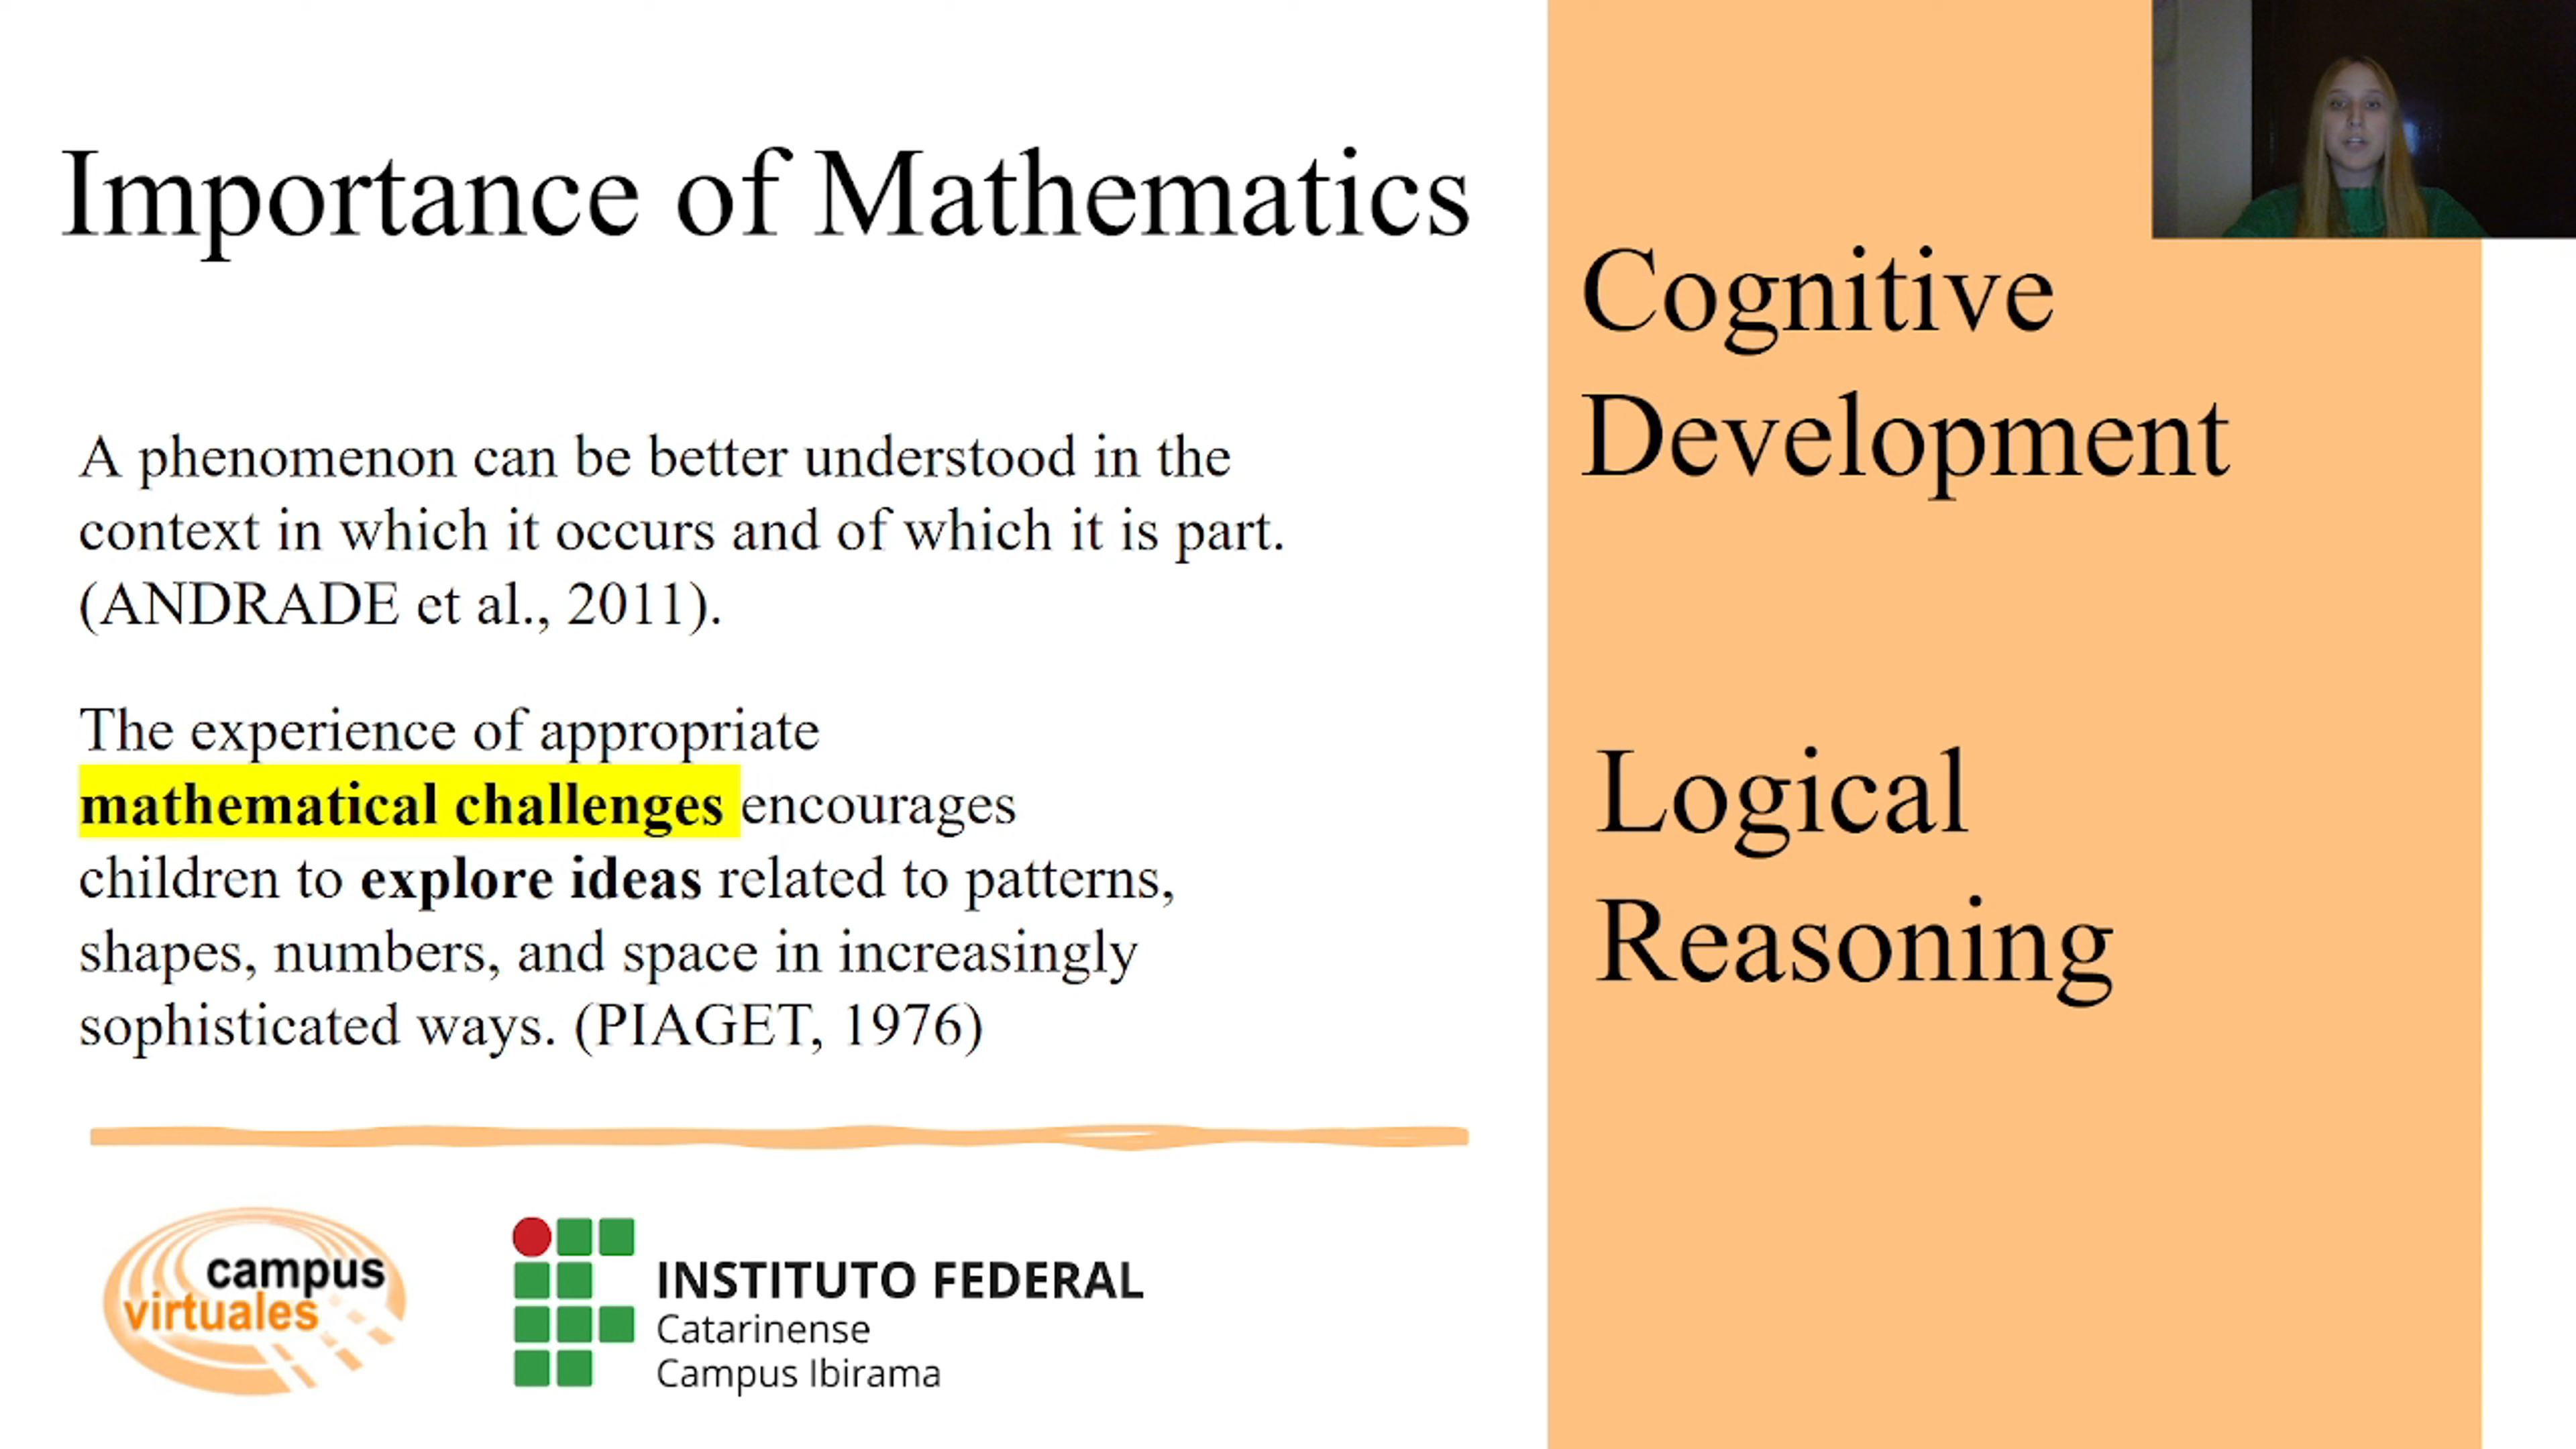 Importance of Mathematics
A phenomenon can be better understood in the
context in which it occurs and of which it is part.
(ANDRADE et al., 2011).
The experience of appropriate
mathematical challenges encourages
children to explore ideas related to patterns,
shapes, numbers, and space in increasingly
sophisticated ways. (PIAGET, 1976)
Cognitive
Development
Logical
Reasoning
campus
virtuales
INSTITUTO FEDERAL
Catarinense
Campus Ibirama